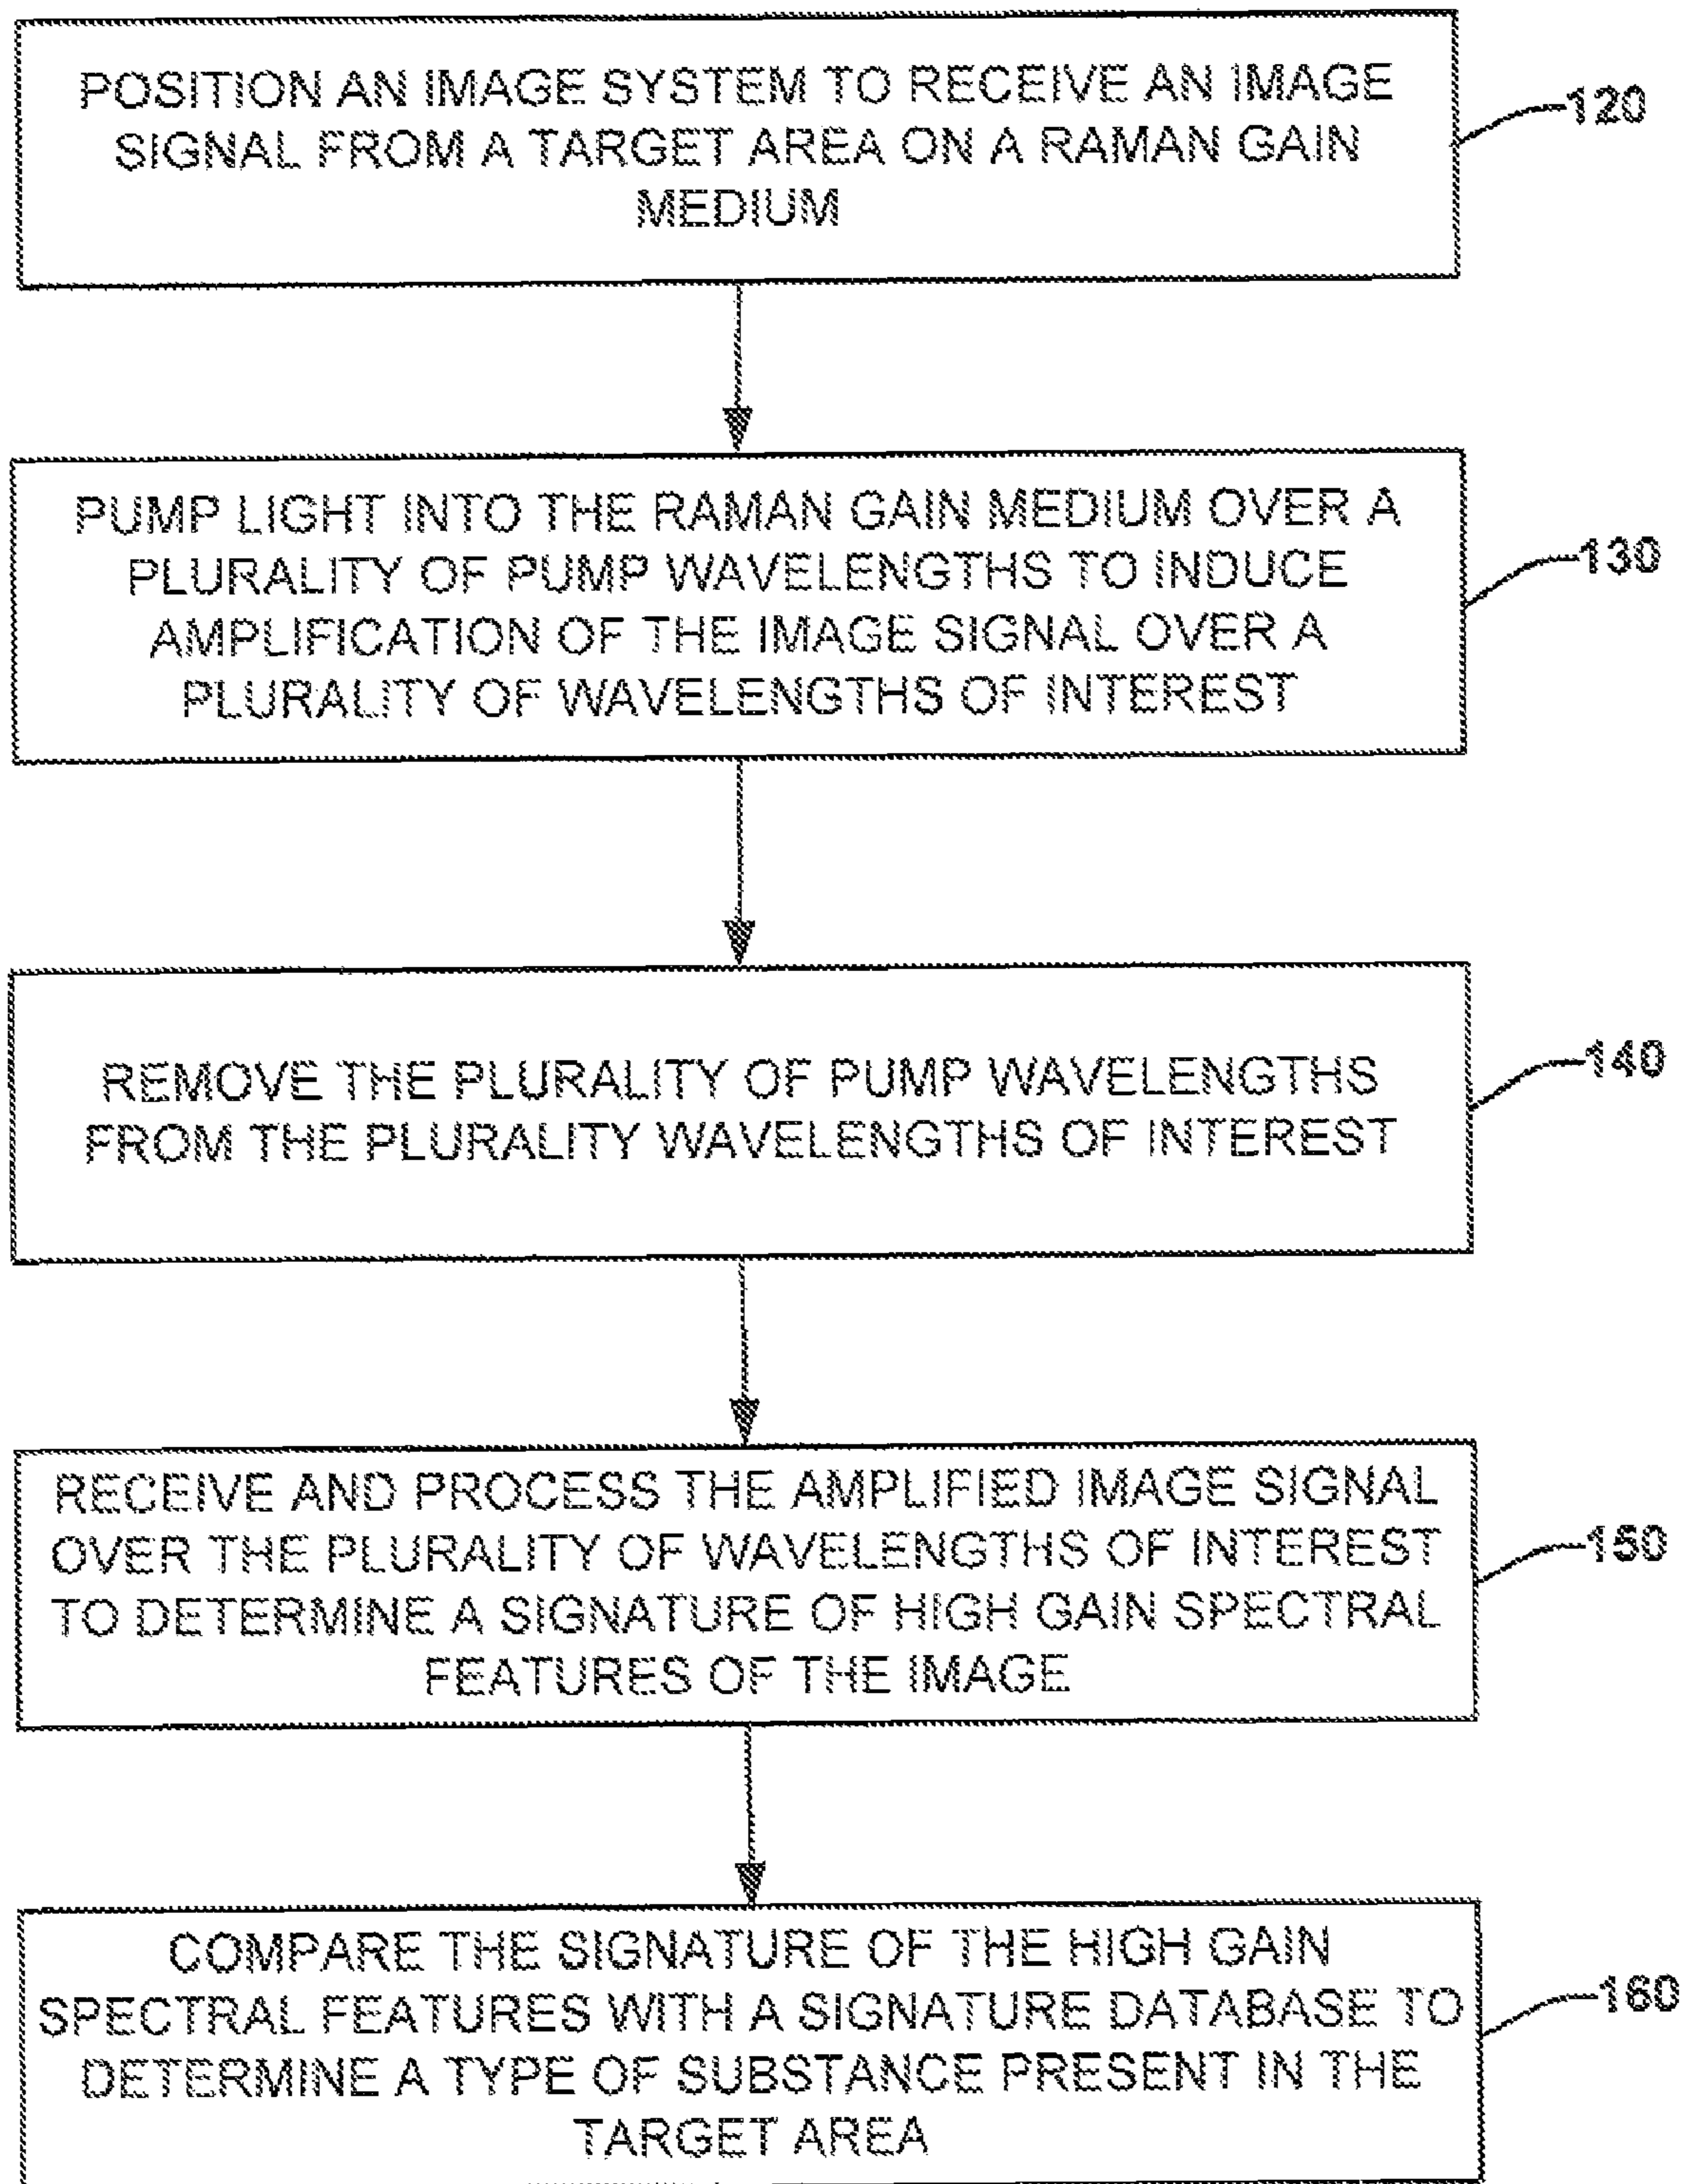 POSITION AN IMAGE SYSTEM TO RECEIVE AN IMAGE
SIGNAL FROM A TARGET AREA ON A RAMAN GAIN
MEDIUM
120
PUMP LIGHT INTO THE RAMAN GAIN MEDIUM OVER A
PLURALITY OF PUMP WAVELENGTHS TO INDUCE
AMPLIFICATION OF THE IMAGE SIGNAL OVER A
PLURALITY OF WAVELENGTHS OF INTEREST
130
REMOVE THE PLURALITY OF PUMP WAVELENGTHS
FROM THE PLURALITY WAVELENGTHS OF INTEREST
140
RECEIVE AND PROCESS THE AMPLIFIED IMAGE SIGNAL
OVER THE PLURALITY OF WAVELENGTHS OF INTEREST
TO DETERMINE A SIGNATURE OF HIGH GAIN SPECTRAL
FEATURES OF THE IMAGE
150
COMPARE THE SIGNATURE OF THE HIGH GAIN
SPECTRAL FEATURES WITH A SIGNATURE DATABASE TO
DETERMINE A TYPE OF SUBSTANCE PRESENT IN THE
TARGET AREA
160